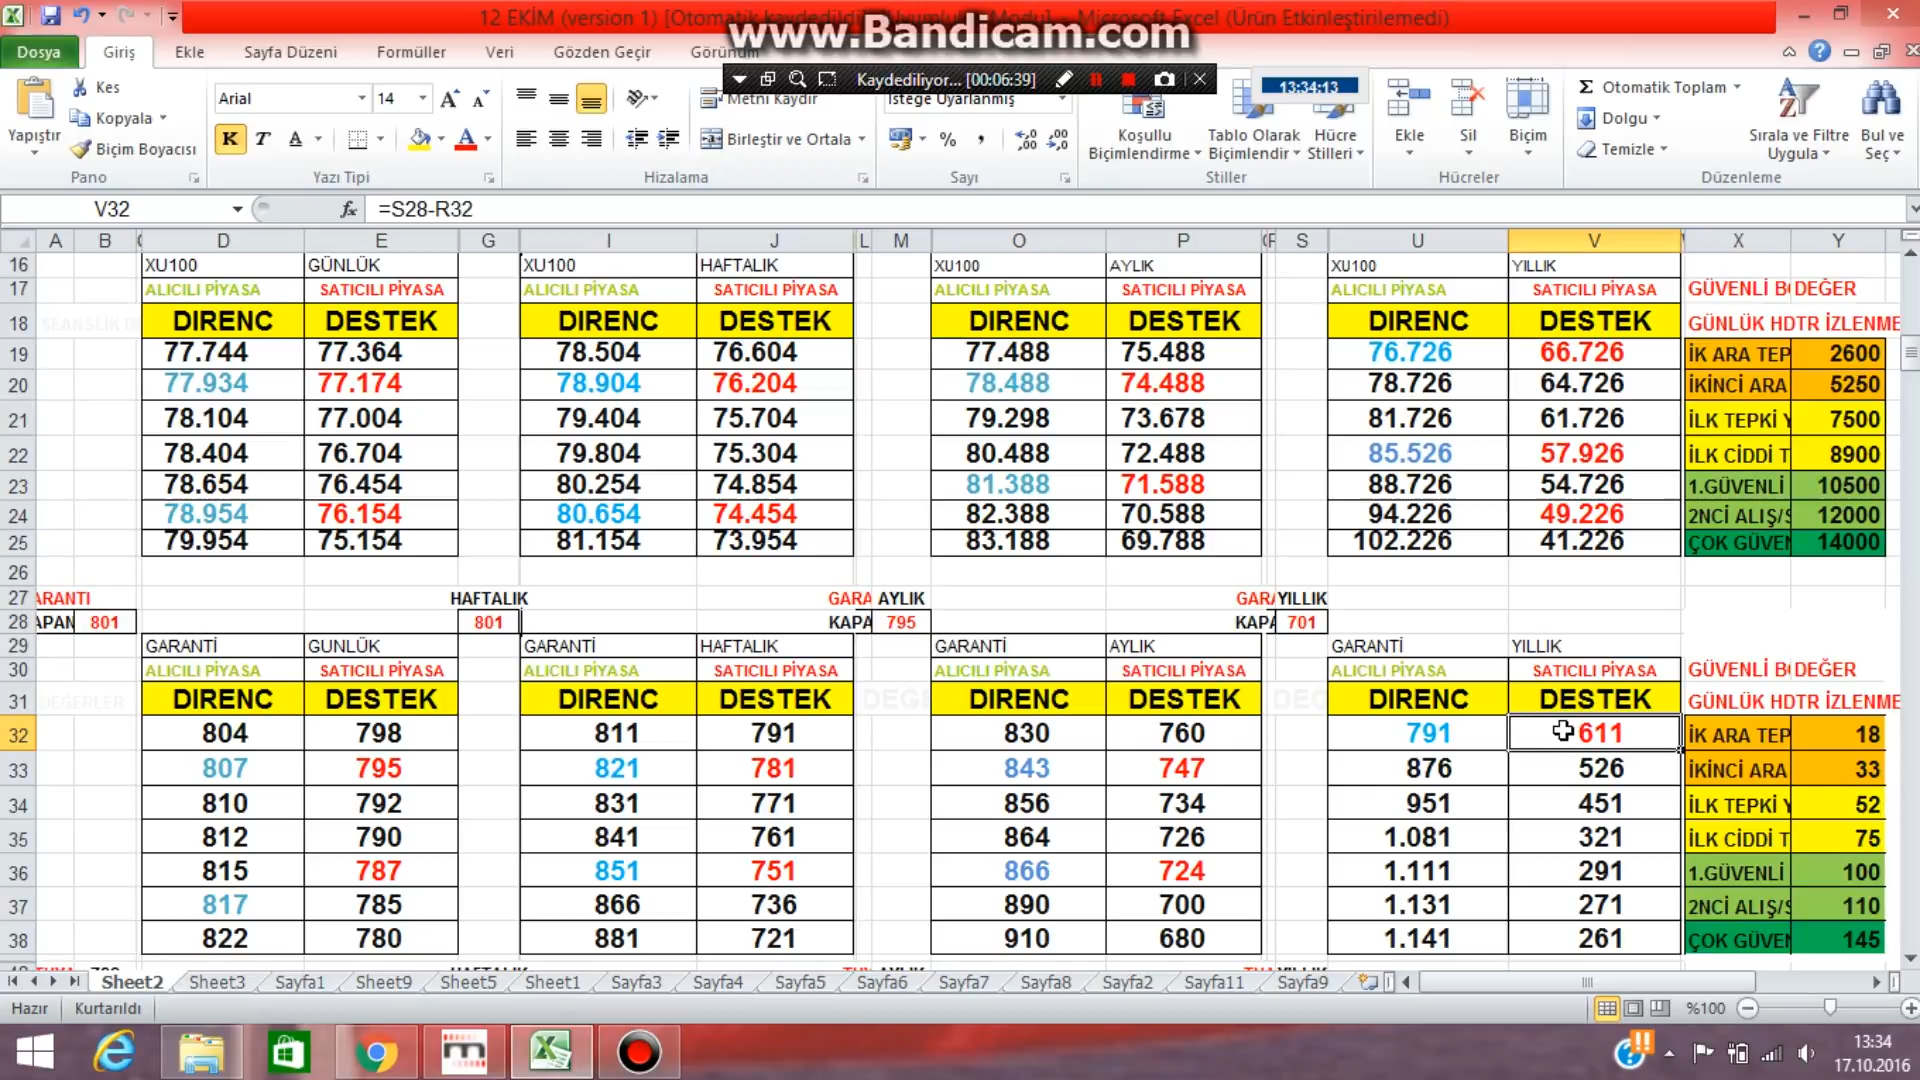 12 EKİM (version 1) [Otomatik kaydedildi] Microsoft Excel (Ürün Etkinleştirilemedi)
www.Bandicam.com
Dosya Giriş Ekle Sayfa Düzeni Formüller Veri Gözden Geçir Görünüm
Kaydediliyor... [00:06:39]
13:34:13
Kes
Kopyala
Biçim Boyacısı
Yapıştır
Arial 14
K T A
Metni Kaydır
Birleştir ve Ortala
İsteğe Uyarlanmış
Koşullu Biçimlendirme
Tablo Olarak Biçimlendir
Hücre Stilleri
Ekle Sil Biçim
Otomatik Toplam
Dolgu
Temizle
Sırala ve Filtre Uygula
Bul ve Seç
Pano Yazı Tipi Hizalama Sayı Stiller Hücreler Düzenleme
V32 fx =S28-R32
A B D E G I J L M O P S U V X Y
16 XU100 GÜNLÜK XU100 HAFTALIK XU100 AYLIK XU100 YILLIK
17 ALICILI PİYASA SATICILI PİYASA ALICILI PİYASA SATICILI PİYASA ALICILI PİYASA SATICILI PİYASA ALICILI PİYASA SATICILI PİYASA GÜVENLİ B DEĞER
18 DIRENC DESTEK DIRENC DESTEK DIRENC DESTEK DIRENC DESTEK GÜNLÜK HDTR İZLENME
19 77.744 77.364 78.504 76.604 77.488 75.488 76.726 66.726 İK ARA TEP 2600
20 77.934 77.174 78.904 76.204 78.488 74.488 78.726 64.726 İKİNCİ ARA 5250
21 78.104 77.004 79.404 75.704 79.298 73.678 81.726 61.726 İLK TEPKİ Y 7500
22 78.404 76.704 79.804 75.304 80.488 72.488 85.526 57.926 İLK CİDDİ T 8900
23 78.654 76.454 80.254 74.854 81.388 71.588 88.726 54.726 1.GÜVENLİ 10500
24 78.954 76.154 80.654 74.454 82.388 70.588 94.226 49.226 2NCİ ALIŞ/S 12000
25 79.954 75.154 81.154 73.954 83.188 69.788 102.226 41.226 ÇOK GÜVEN 14000
26
27 ARANTI HAFTALIK GARA AYLIK GARA YILLIK
28 APAN 801 801 KAPA 795 KAPA 701
29 GARANTİ GUNLÜK GARANTİ HAFTALIK GARANTİ AYLIK GARANTİ YILLIK
30 ALICILI PİYASA SATICILI PİYASA ALICILI PİYASA SATICILI PİYASA ALICILI PİYASA SATICILI PİYASA ALICILI PİYASA SATICILI PİYASA GÜVENLİ B DEĞER
31 DEĞERLER DIRENC DESTEK DIRENC DESTEK DIRENC DESTEK DIRENC DESTEK GÜNLÜK HDTR İZLENME
32 804 798 811 791 830 760 791 611 İK ARA TEP 18
33 807 795 821 781 843 747 876 526 İKİNCİ ARA 33
34 810 792 831 771 856 734 951 451 İLK TEPKİ Y 52
35 812 790 841 761 864 726 1.081 321 İLK CİDDİ T 75
36 815 787 851 751 866 724 1.111 291 1.GÜVENLİ 100
37 817 785 866 736 890 700 1.131 271 2NCİ ALIŞ/S 110
38 822 780 881 721 910 680 1.141 261 ÇOK GÜVEN 145
Sheet2 Sheet3 Sayfa1 Sheet9 Sheet5 Sheet1 Sayfa3 Sayfa4 Sayfa5 Sayfa6 Sayfa7 Sayfa8 Sayfa2 Sayfa11 Sayfa9
Hazır Kurtarıldı %100
13:34
17.10.2016